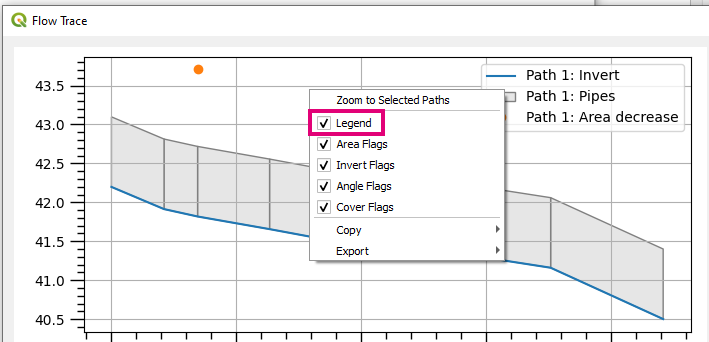 Flow Trace
43.5
43.0
42.5
42.0
41.5
41.0
40.5
Path 1: Invert
Path 1: Pipes
Path 1: Area decrease
Zoom to Selected Paths
Legend
Area Flags
Invert Flags
Angle Flags
Cover Flags
Copy
Export